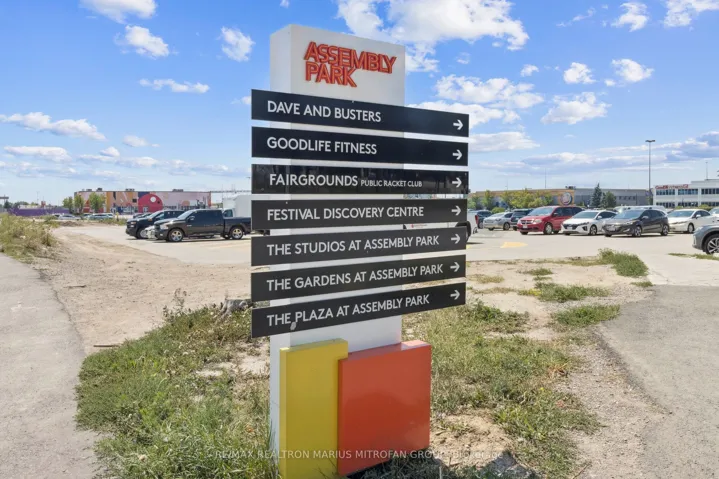 ASSEMBLY
PARK
DAVE AND BUSTERS →
GOODLIFE FITNESS →
FAIRGROUNDS PUBLIC RACKET CLUB →
FESTIVAL DISCOVERY CENTRE →
THE STUDIOS AT ASSEMBLY PARK →
THE GARDENS AT ASSEMBLY PARK →
THE PLAZA AT ASSEMBLY PARK →
RE/MAX REALTRON MARIUS MITROFAN GROUP, Brokerage